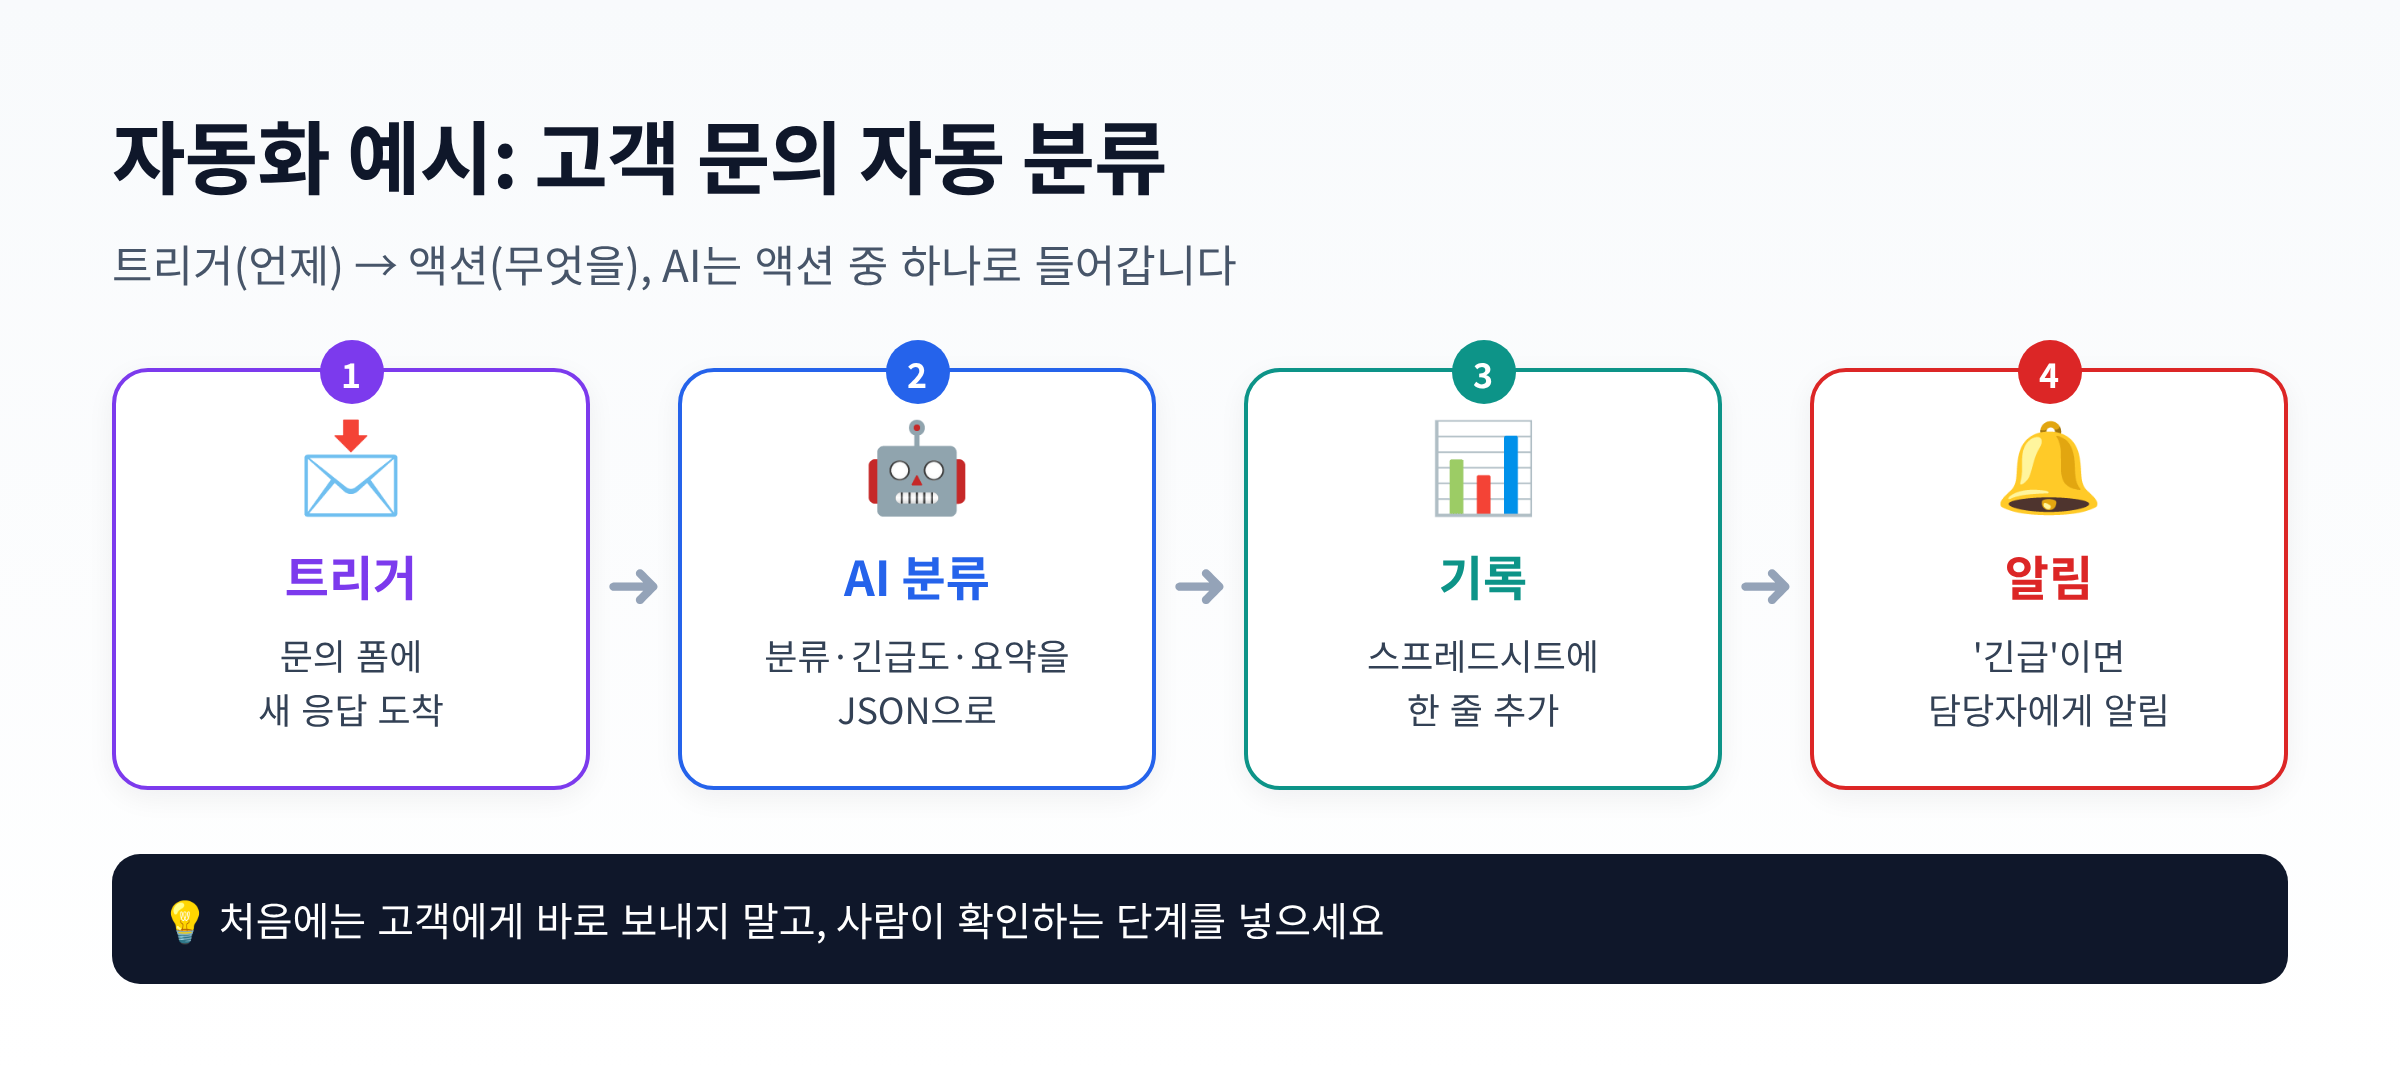 자동화 예시: 고객 문의 자동 분류
트리거(언제) → 액션(무엇을), AI는 액션 중 하나로 들어갑니다
1
트리거
문의 폼에
새 응답 도착
2
AI 분류
분류·긴급도·요약을
JSON으로
3
기록
스프레드시트에
한 줄 추가
4
알림
'긴급'이면
담당자에게 알림
💡 처음에는 고객에게 바로 보내지 말고, 사람이 확인하는 단계를 넣으세요